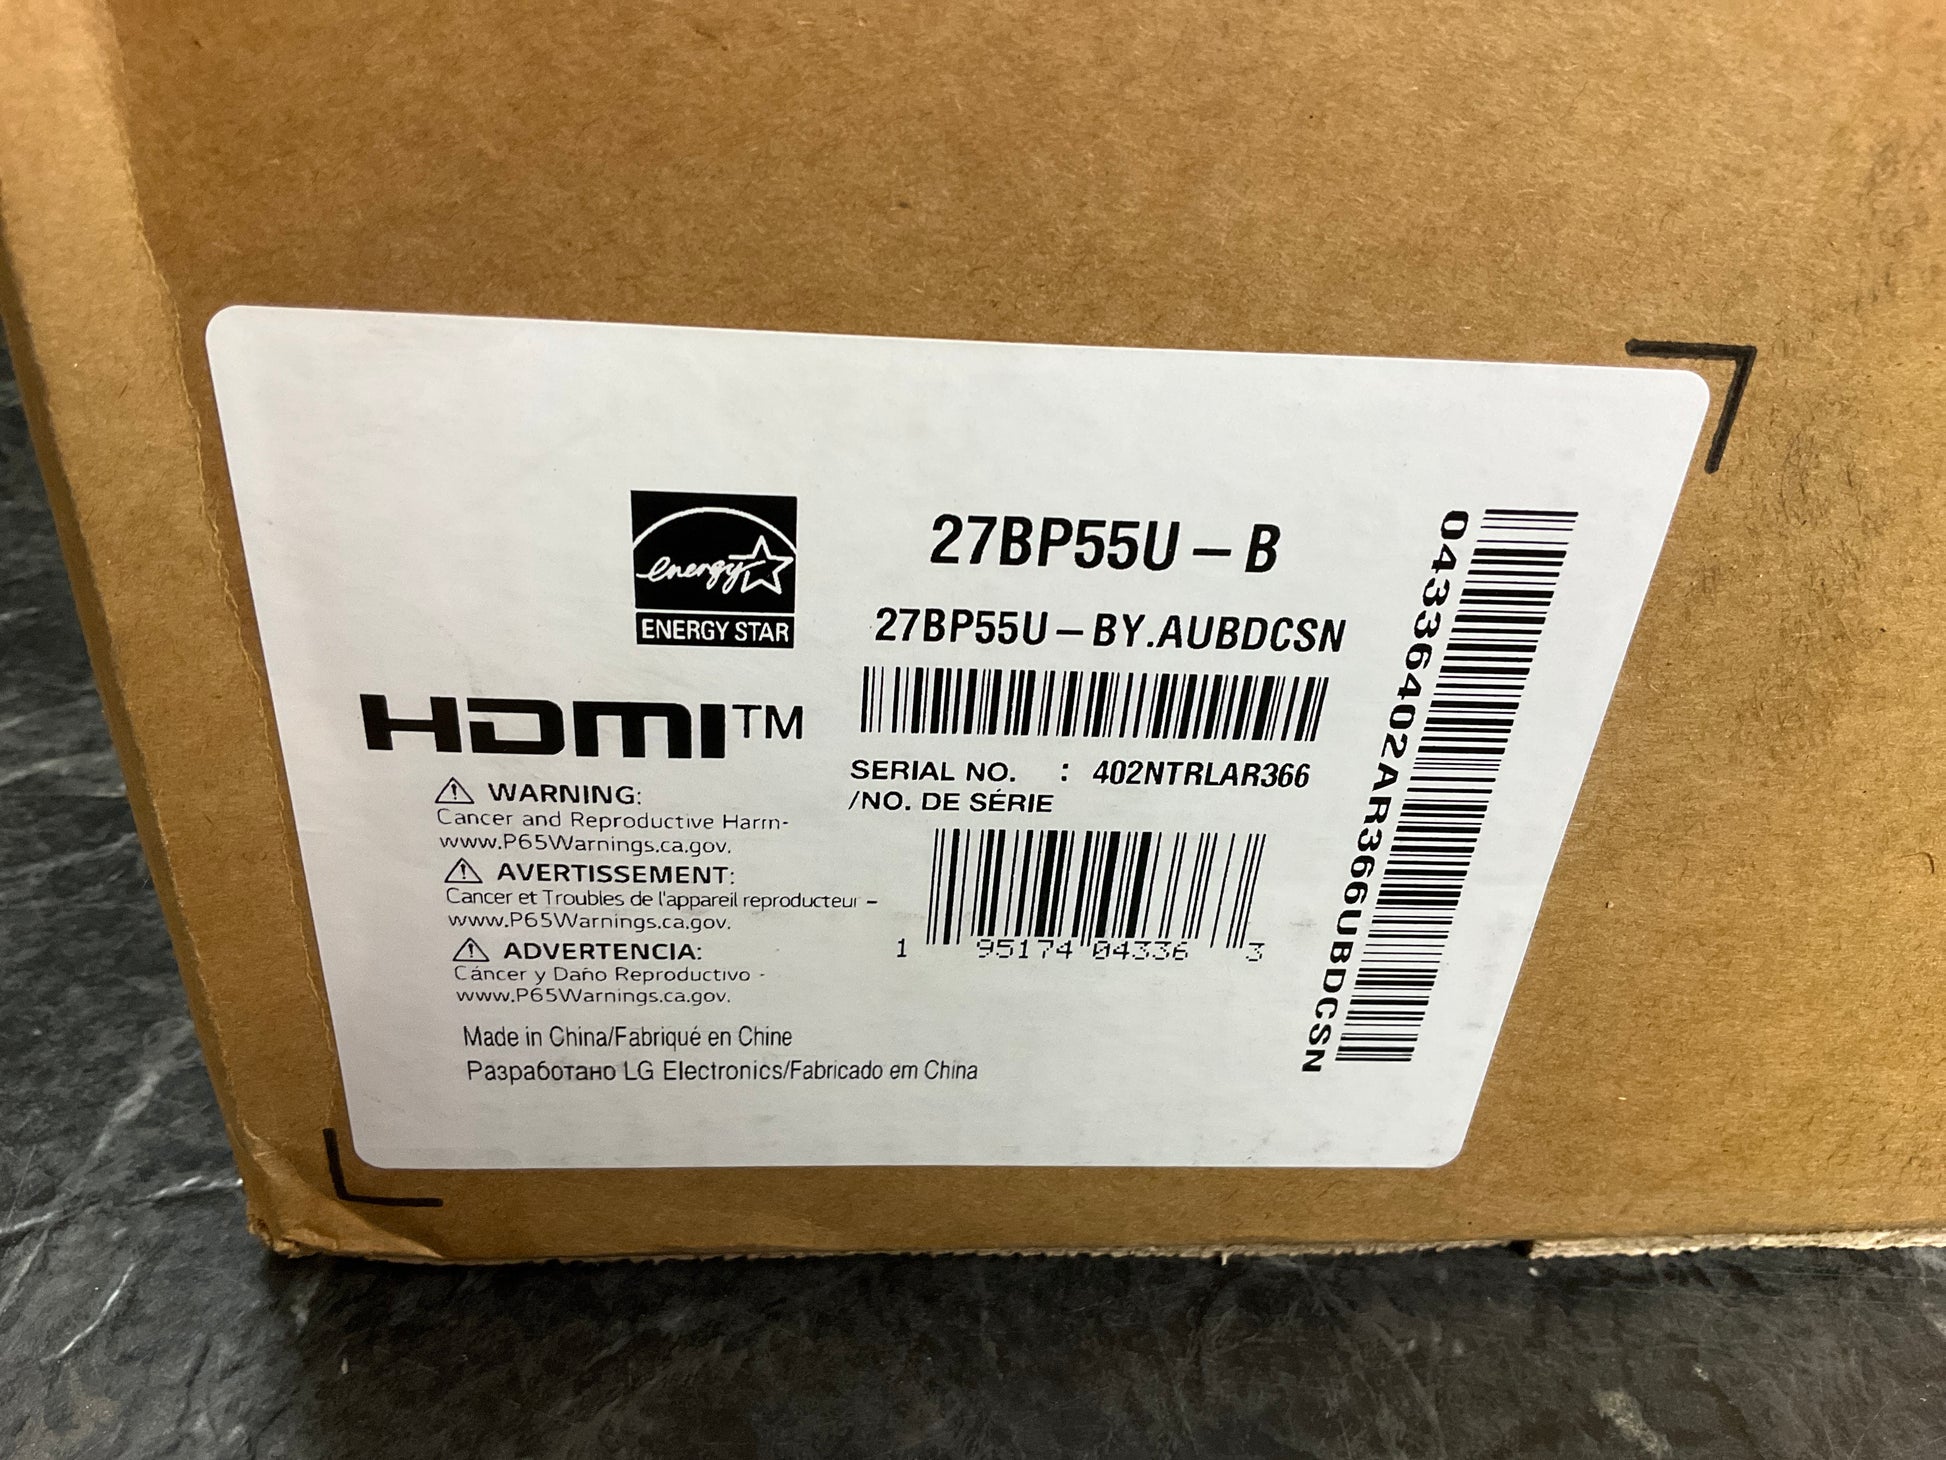 energy
ENERGY STAR
HDMI™
27BP55U – B
27BP55U – BY.AUBDCSN
SERIAL NO. : 402NTRLAR366
/NO. DE SÉRIE
1 95174 04336 3
WARNING:
Cancer and Reproductive Harm-
www.P65Warnings.ca.gov.
AVERTISSEMENT:
Cancer et Troubles de l'appareil reproducteur –
www.P65Warnings.ca.gov.
ADVERTENCIA:
Cáncer y Daño Reproductivo -
www.P65Warnings.ca.gov.
Made in China/Fabriqué en Chine
Разработано LG Electronics/Fabricado em China
04336402AR366UBDCSN